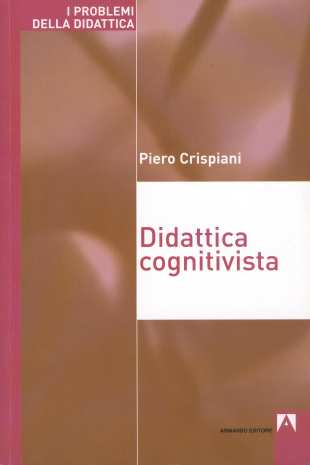 I PROBLEMI
DELLA DIDATTICA
Piero Crispiani
Didattica
cognitivista
ARMANDO EDITORE